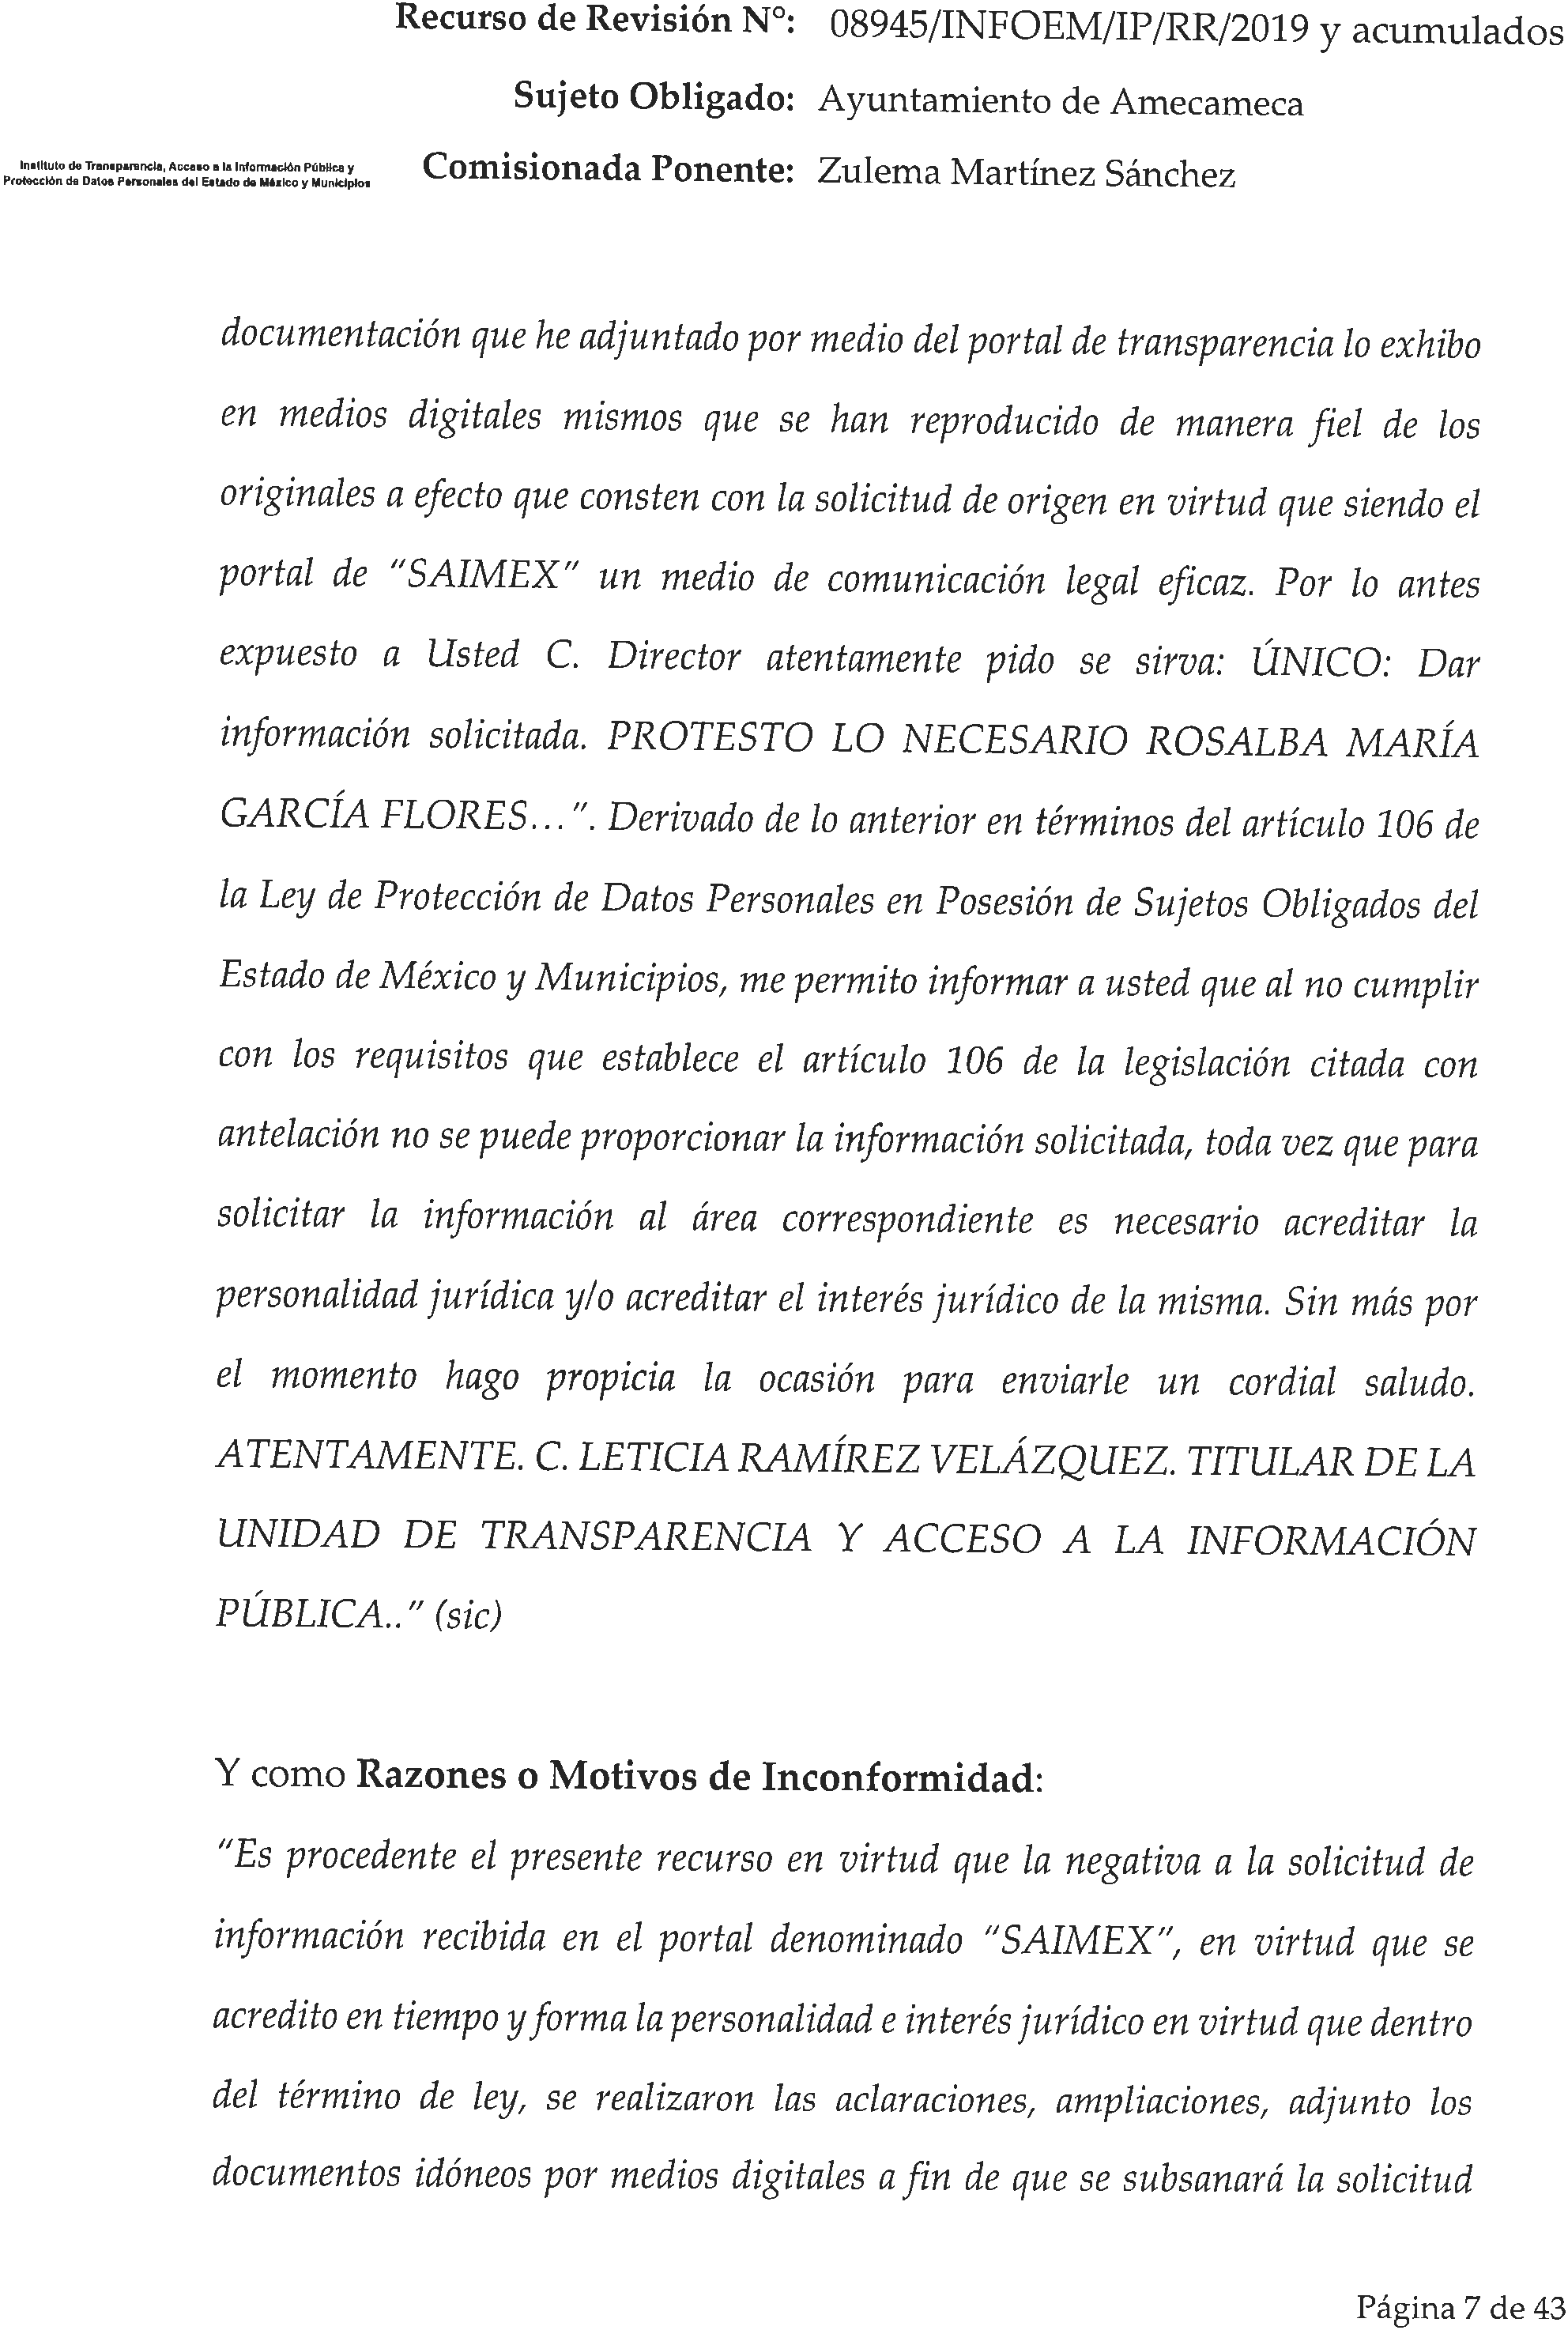 Recurso de Revisión N°: 08945/INFOEM/IP/RR/2019 y acumulados
Sujeto Obligado: Ayuntamiento de Amecameca
Instituto de Transparencia, Acceso a la Información Pública y
Protección de Datos Personales del Estado de México y Municipios
Comisionada Ponente: Zulema Martínez Sánchez
documentación que he adjuntado por medio del portal de transparencia lo exhibo
en medios digitales mismos que se han reproducido de manera fiel de los
originales a efecto que consten con la solicitud de origen en virtud que siendo el
portal de "SAIMEX" un medio de comunicación legal eficaz. Por lo antes
expuesto a Usted C. Director atentamente pido se sirva: ÚNICO: Dar
información solicitada. PROTESTO LO NECESARIO ROSALBA MARÍA
GARCÍA FLORES...". Derivado de lo anterior en términos del artículo 106 de
la Ley de Protección de Datos Personales en Posesión de Sujetos Obligados del
Estado de México y Municipios, me permito informar a usted que al no cumplir
con los requisitos que establece el artículo 106 de la legislación citada con
antelación no se puede proporcionar la información solicitada, toda vez que para
solicitar la información al área correspondiente es necesario acreditar la
personalidad jurídica y/o acreditar el interés jurídico de la misma. Sin más por
el momento hago propicia la ocasión para enviarle un cordial saludo.
ATENTAMENTE. C. LETICIA RAMÍREZ VELÁZQUEZ. TITULAR DE LA
UNIDAD DE TRANSPARENCIA Y ACCESO A LA INFORMACIÓN
PÚBLICA.." (sic)
Y como Razones o Motivos de Inconformidad:
"Es procedente el presente recurso en virtud que la negativa a la solicitud de
información recibida en el portal denominado "SAIMEX", en virtud que se
acredito en tiempo y forma la personalidad e interés jurídico en virtud que dentro
del término de ley, se realizaron las aclaraciones, ampliaciones, adjunto los
documentos idóneos por medios digitales a fin de que se subsanará la solicitud
Página 7 de 43